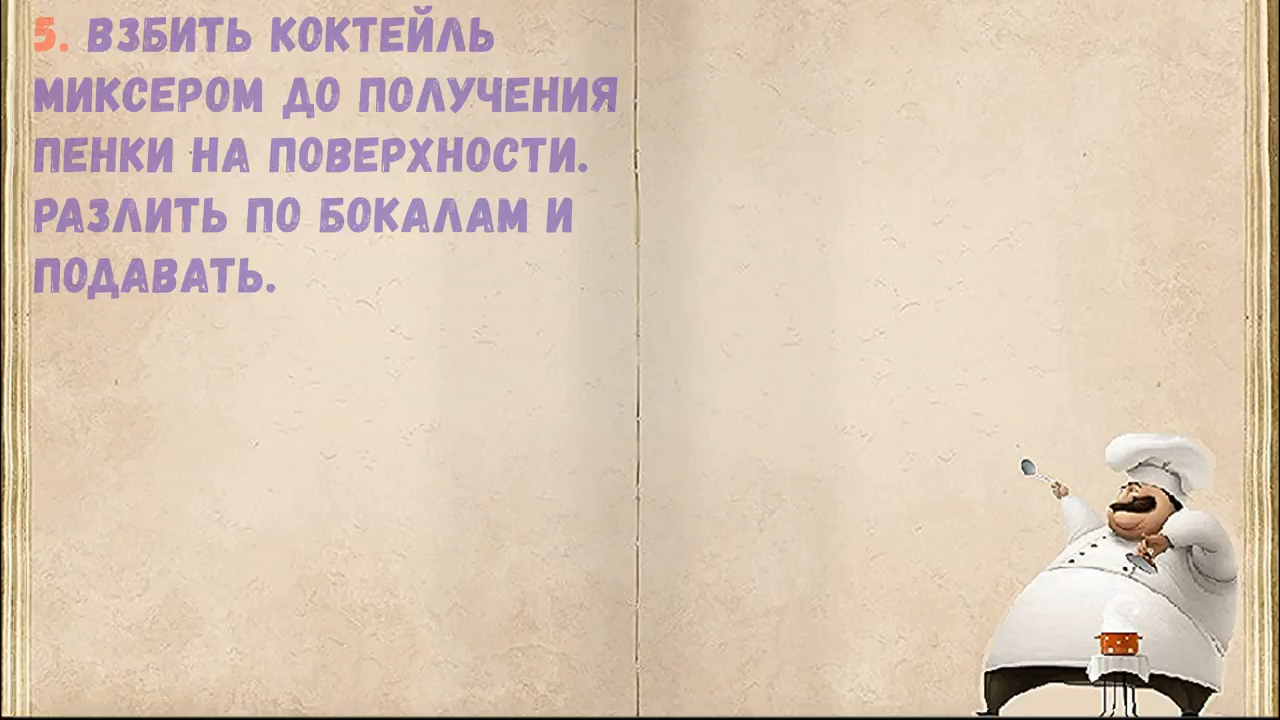 5. ВЗБИТЬ КОКТЕЙЛЬ
МИКСЕРОМ ДО ПОЛУЧЕНИЯ
ПЕНКИ НА ПОВЕРХНОСТИ.
РАЗЛИТЬ ПО БОКАЛАМ И
ПОДАВАТЬ.